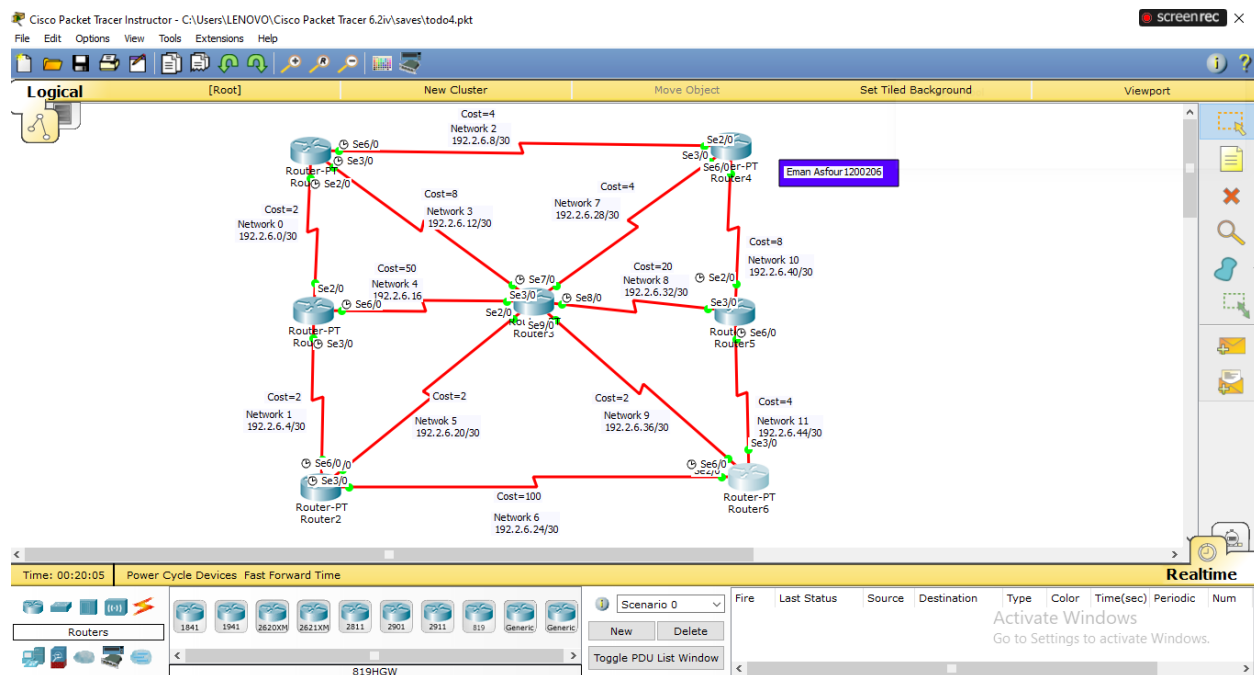 Cisco Packet Tracer Instructor - C:\Users\LENOVO\Cisco Packet Tracer 6.2iv\saves\todo4.pkt
screenrec
File Edit Options View Tools Extensions Help
Logical [Root] New Cluster Move Object Set Tiled Background Viewport
Cost=4
Network 2
192.2.6.8/30
Se6/0
Se3/0
Router-PT
Se2/0
Se2/0
Se3/0
Se6/0
Router4
Eman Asfour1200206
Cost=8
Network 3
192.2.6.12/30
Cost=4
Network 7
192.2.6.28/30
Cost=2
Network 0
192.2.6.0/30
Cost=8
Network 10
192.2.6.40/30
Cost=50
Network 4
192.2.6.16
Cost=20
Network 8
192.2.6.32/30
Se2/0
Se6/0
Router-PT
Se3/0
Se7/0
Se3/0
Se8/0
Se2/0
Se9/0
Router3
Se2/0
Se3/0
Se6/0
Router5
Cost=2
Network 1
192.2.6.4/30
Cost=2
Netwok 5
192.2.6.20/30
Cost=2
Network 9
192.2.6.36/30
Cost=4
Network 11
192.2.6.44/30
Se3/0
Se6/0
/0
Se3/0
Router-PT
Router2
Se6/0
Se2/0
Router-PT
Router6
Cost=100
Network 6
192.2.6.24/30
Time: 00:20:05 Power Cycle Devices Fast Forward Time Realtime
Routers
1841 1941 2620XM 2621XM 2811 2901 2911 819 Generic Generic
819HGW
Scenario 0
New Delete
Toggle PDU List Window
Fire Last Status Source Destination Type Color Time(sec) Periodic Num
Activate Windows
Go to Settings to activate Windows.